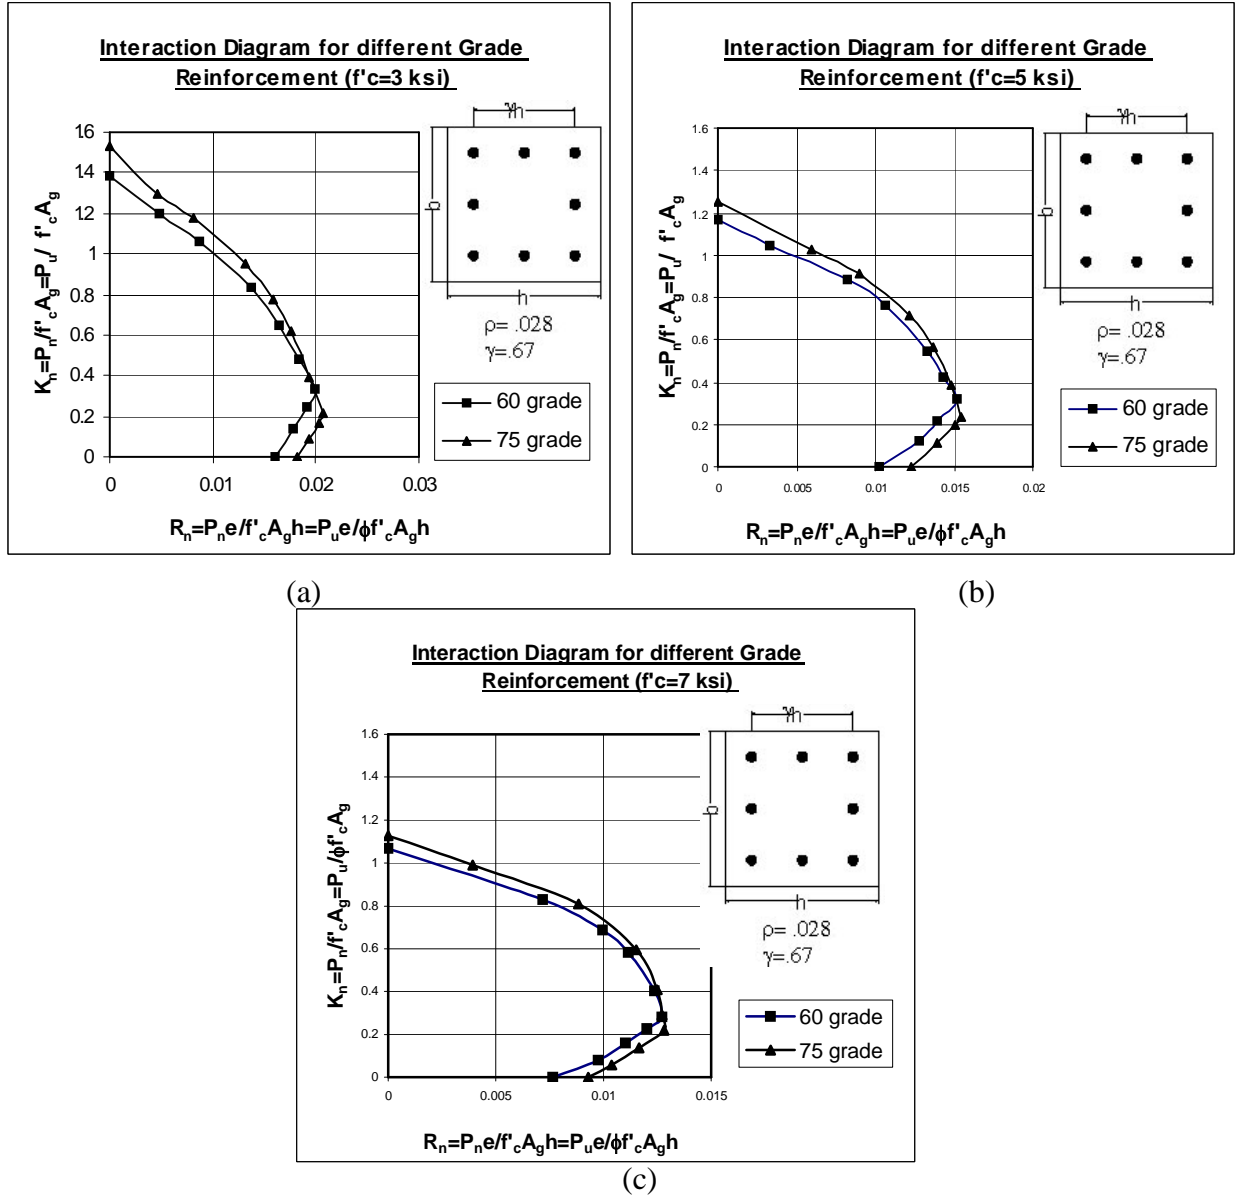 Interaction Diagram for different Grade
Reinforcement (f'c=3 ksi)
γh
16
1.4
1.2
1
0.8
0.6
0.4
0.2
0
0
0.01
0.02
0.03
Kn=Pn/f'cAg=Pu/ f'cAg
Rn=Pne/f'cAgh=Pue/ϕf'cAgh
b
h
ρ= .028
γ=.67
60 grade
75 grade
(a)
Interaction Diagram for different Grade
Reinforcement (f'c=5 ksi)
γh
1.6
1.4
1.2
1
0.8
0.6
0.4
0.2
0
0
0.005
0.01
0.015
0.02
Kn=Pn/f'cAg=Pu/ f'cAg
Rn=Pne/f'cAgh=Pue/ϕf'cAgh
b
h
ρ= .028
γ=.67
60 grade
75 grade
(b)
Interaction Diagram for different Grade
Reinforcement (f'c=7 ksi)
γh
1.6
1.4
1.2
1
0.8
0.6
0.4
0.2
0
0
0.005
0.01
0.015
Kn=Pn/f'cAg=Pu/ϕf'cAg
Rn=Pne/f'cAgh=Pue/ϕf'cAgh
b
h
ρ= .028
γ=.67
60 grade
75 grade
(c)